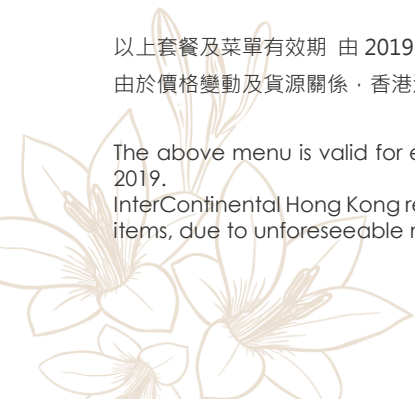 以上套餐及菜單有效期 由 2019
由於價格變動及貨源關係，香港
The above menu is valid for
2019.
InterContinental Hong Kong
items, due to unforeseeable